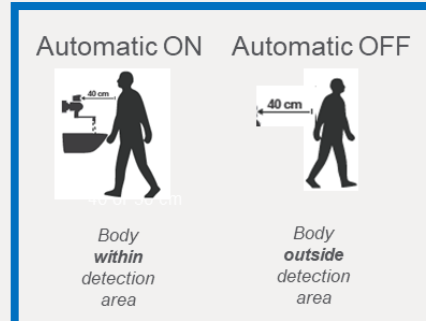 Automatic ON
Automatic OFF
40 cm
40 cm
Body
within
detection
area
Body
outside
detection
area